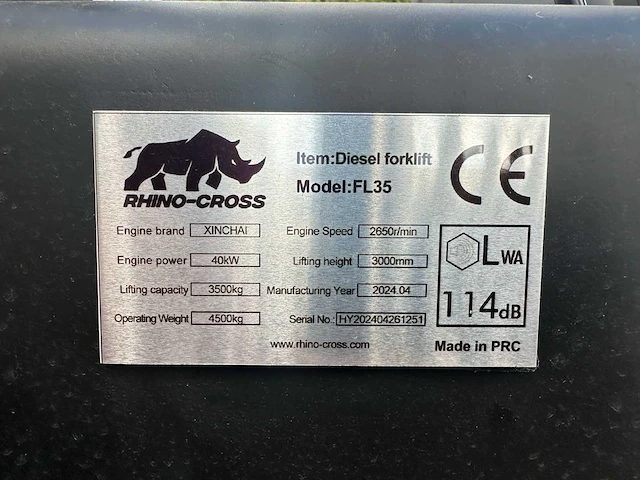 RHINO-CROSS
Item:Diesel forklift
Model:FL35
CE
Engine brand XINCHAI
Engine Speed 2650r/min
Engine power 40kW
Lifting height 3000mm
Lifting capacity 3500kg
Manufacturing Year 2024.04
Operating Weight 4500kg
Serial No.: HY202404261251
LWA
114dB
www.rhino-cross.com
Made in PRC